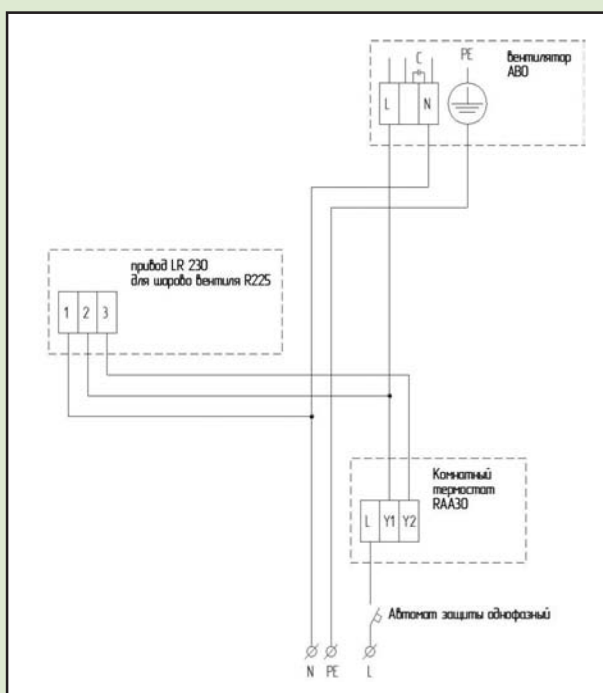 C
PE
вентилятор
АВО
L
N
привод LR 230
для шарово вентиля R225
1
2
3
Комнатный
термостат
RAA30
L
Y1
Y2
Автомат защиты однофазный
N
PE
L